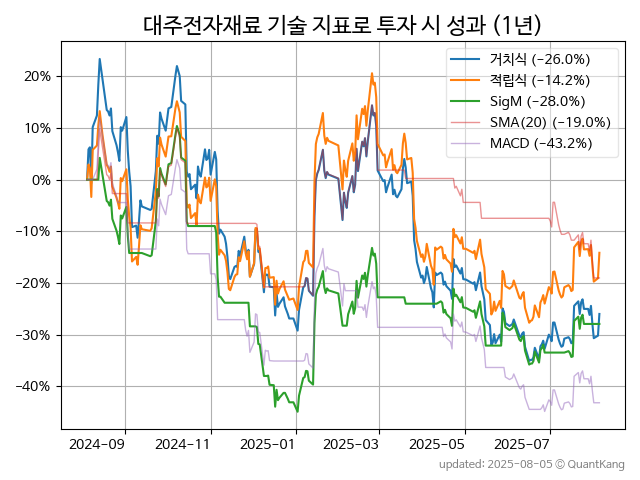 대주전자재료 기술 지표로 투자 시 성과 (1년)
거치식 (−26.0%)
적립식 (−14.2%)
SigM (−28.0%)
SMA(20) (−19.0%)
MACD (−43.2%)
20%
10%
0%
−10%
−20%
−30%
−40%
2024-09
2024-11
2025-01
2025-03
2025-05
2025-07
updated: 2025-08-05 © QuantKang